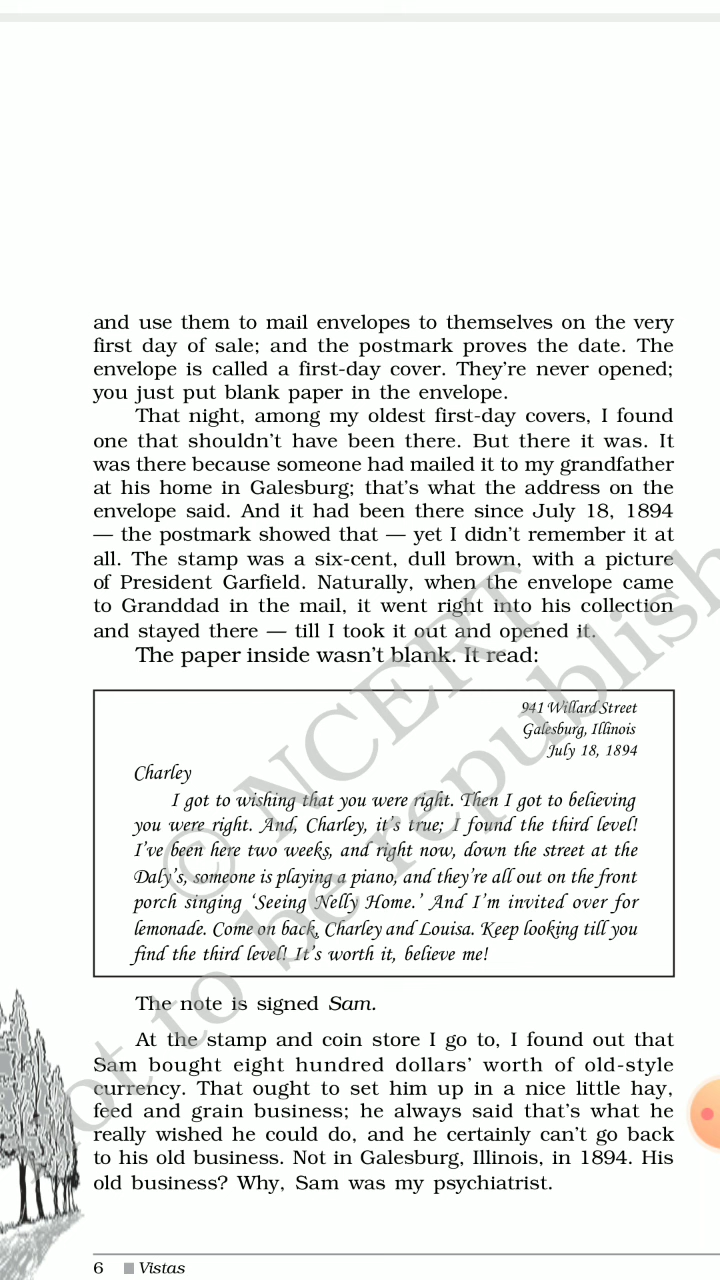 and use them to mail envelopes to themselves on the very
first day of sale; and the postmark proves the date. The
envelope is called a first-day cover. They're never opened;
you just put blank paper in the envelope.
That night, among my oldest first-day covers, I found
one that shouldn't have been there. But there it was. It
was there because someone had mailed it to my grandfather
at his home in Galesburg; that's what the address on the
envelope said. And it had been there since July 18, 1894
— the postmark showed that — yet I didn't remember it at
all. The stamp was a six-cent, dull brown, with a picture
of President Garfield. Naturally, when the envelope came
to Granddad in the mail, it went right into his collection
and stayed there — till I took it out and opened it.
The paper inside wasn't blank. It read:
941 Willard Street
Galesburg, Illinois
July 18, 1894
Charley
I got to wishing that you were right. Then I got to believing
you were right. And, Charley, it's true; I found the third level!
I've been here two weeks, and right now, down the street at the
Daly's, someone is playing a piano, and they're all out on the front
porch singing ‘Seeing Nelly Home.’ And I'm invited over for
lemonade. Come on back, Charley and Louisa. Keep looking till you
find the third level! It's worth it, believe me!
The note is signed Sam.
At the stamp and coin store I go to, I found out that
Sam bought eight hundred dollars' worth of old-style
currency. That ought to set him up in a nice little hay,
feed and grain business; he always said that's what he
really wished he could do, and he certainly can't go back
to his old business. Not in Galesburg, Illinois, in 1894. His
old business? Why, Sam was my psychiatrist.
6 Vistas
© NCERT
not to be republish